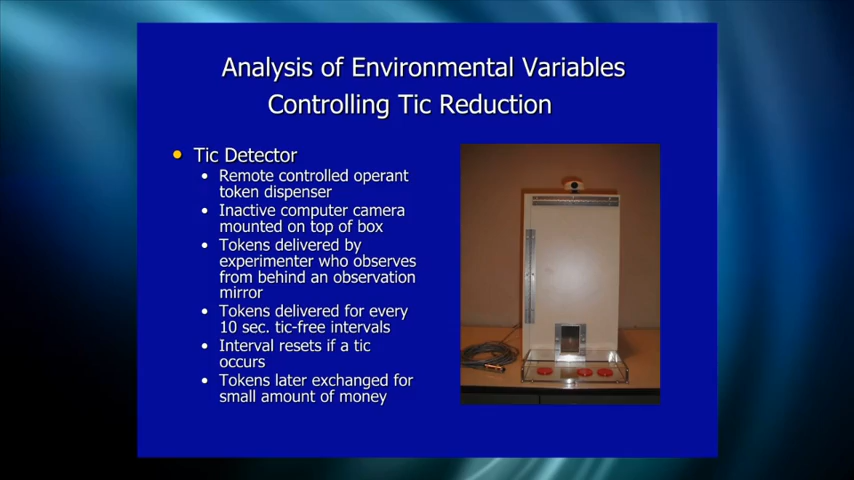 Analysis of Environmental Variables
Controlling Tic Reduction
• Tic Detector
• Remote controlled operant
token dispenser
• Inactive computer camera
mounted on top of box
• Tokens delivered by
experimenter who observes
from behind an observation
mirror
• Tokens delivered for every
10 sec. tic-free intervals
• Interval resets if a tic
occurs
• Tokens later exchanged for
small amount of money